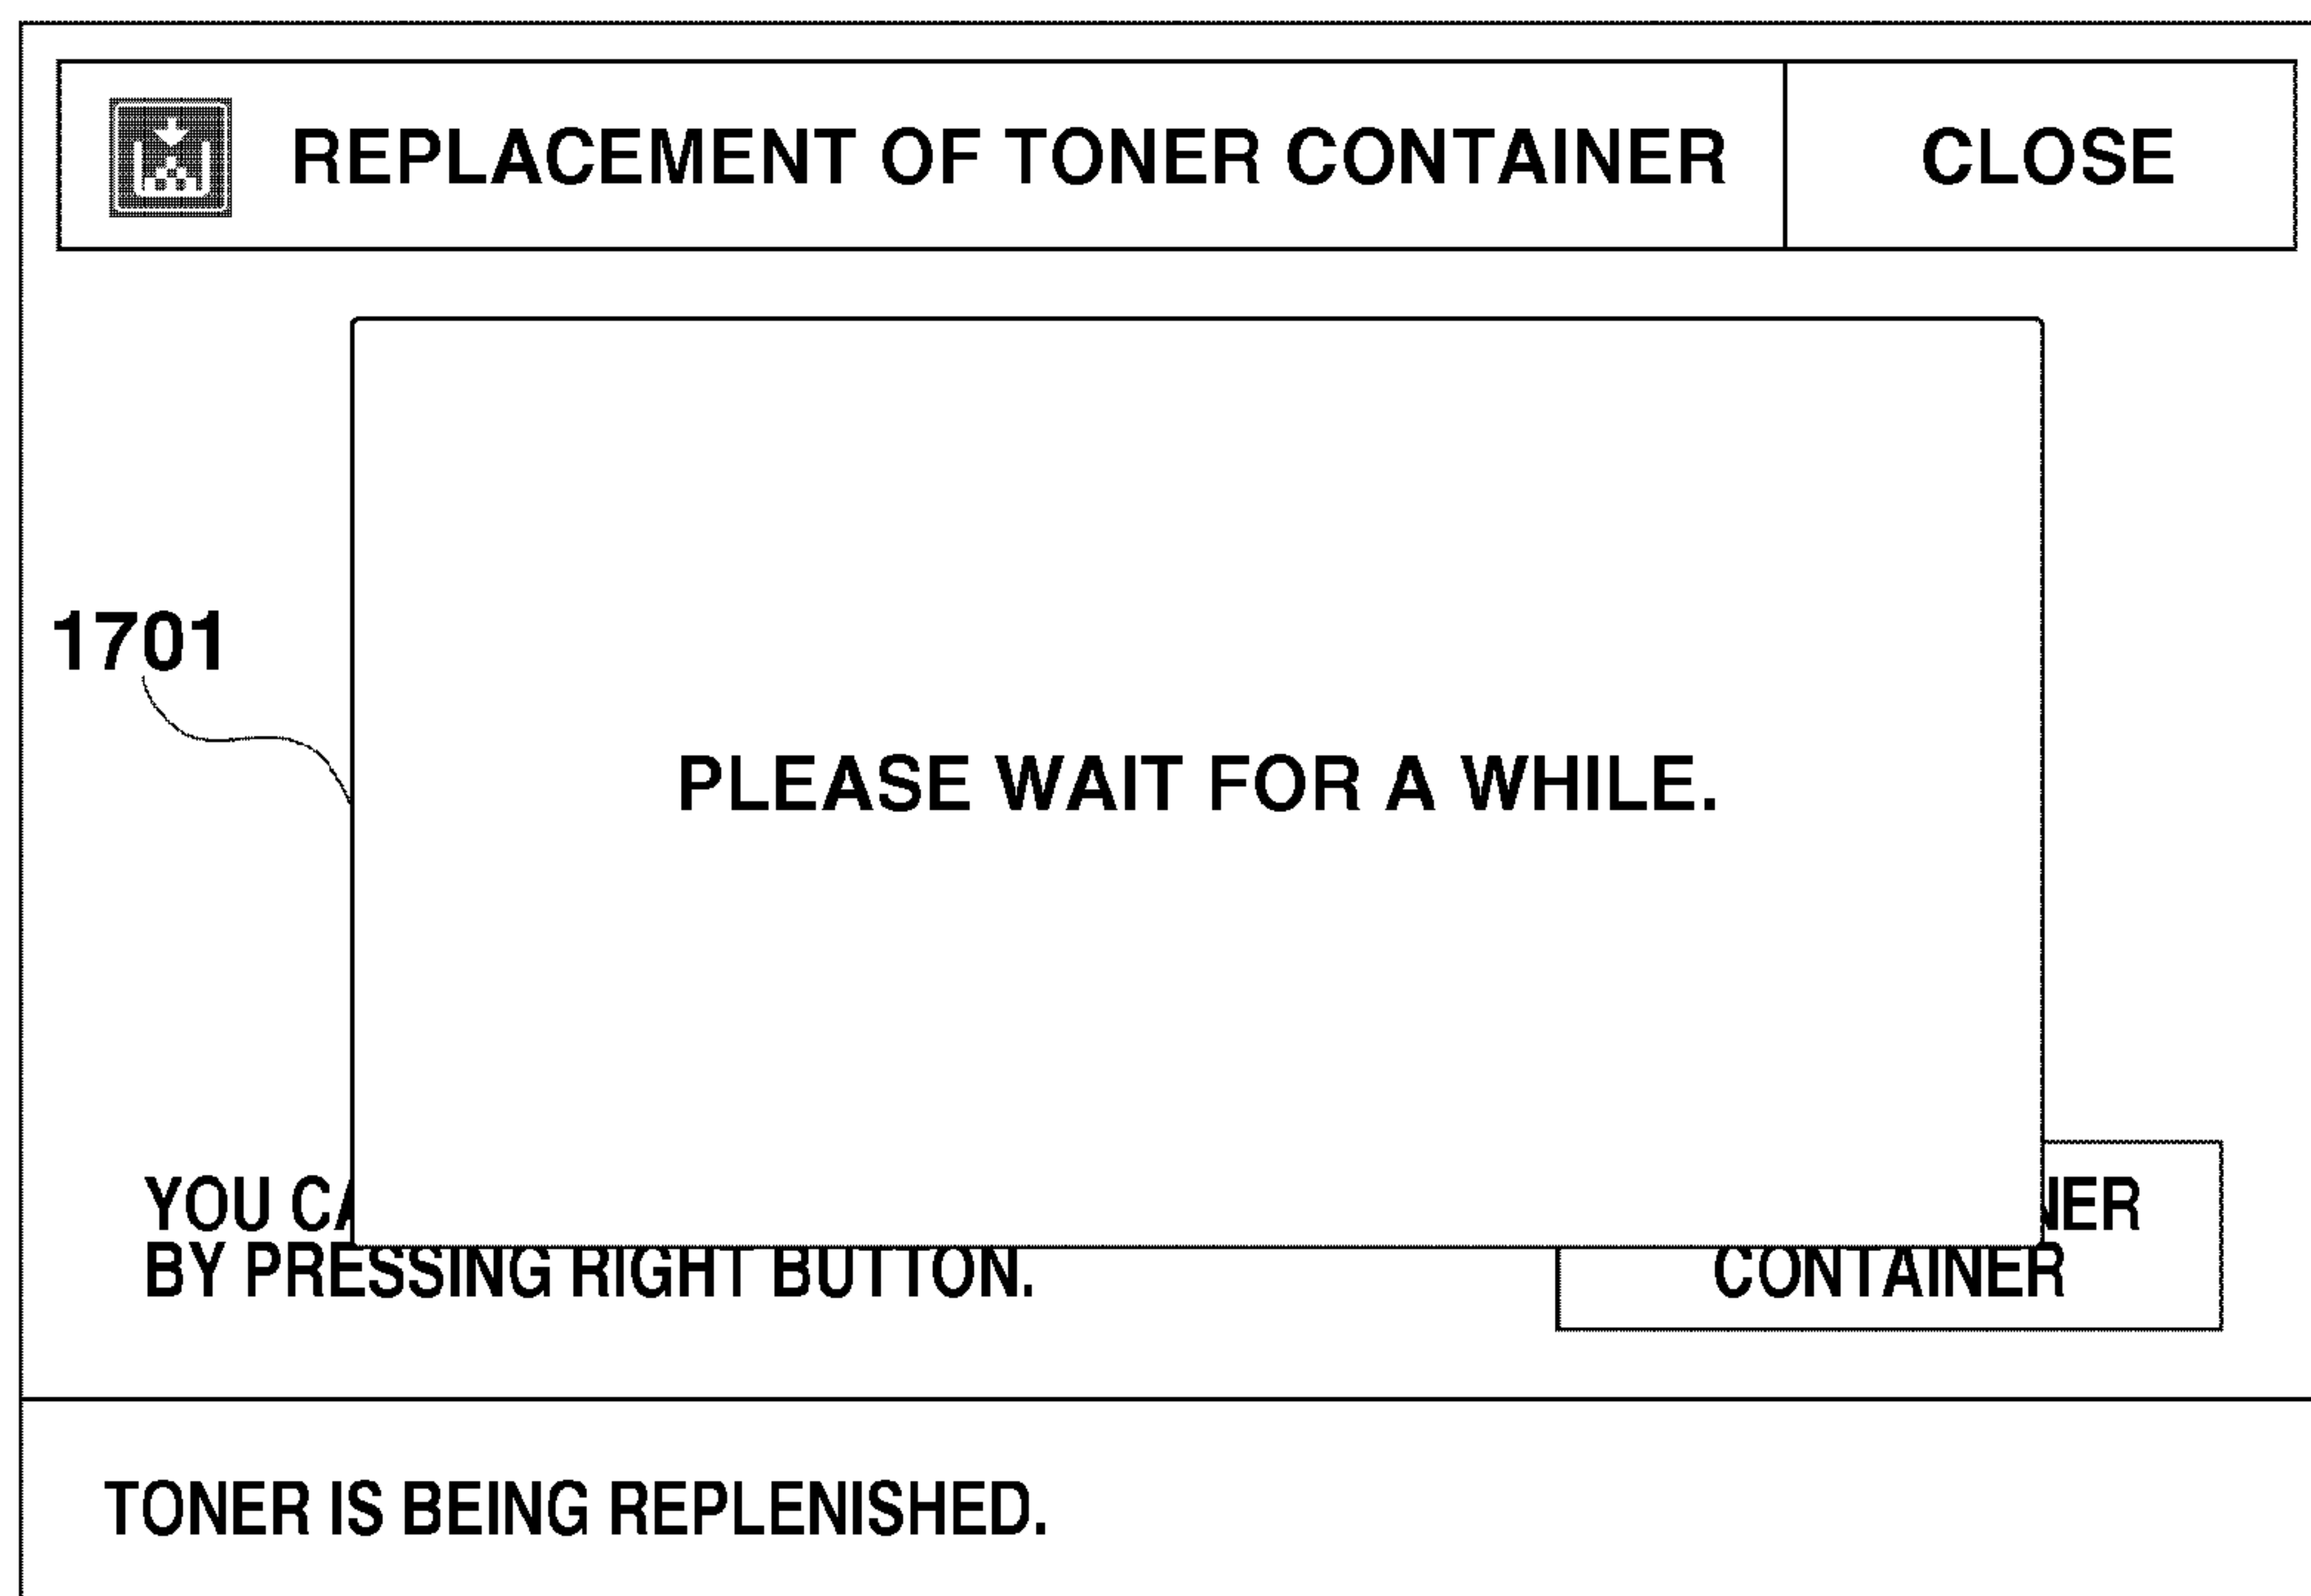 REPLACEMENT OF TONER CONTAINER
CLOSE
1701
PLEASE WAIT FOR A WHILE.
YOU
BY PRESSING RIGHT BUTTON.
CONTAINER
TONER IS BEING REPLENISHED.